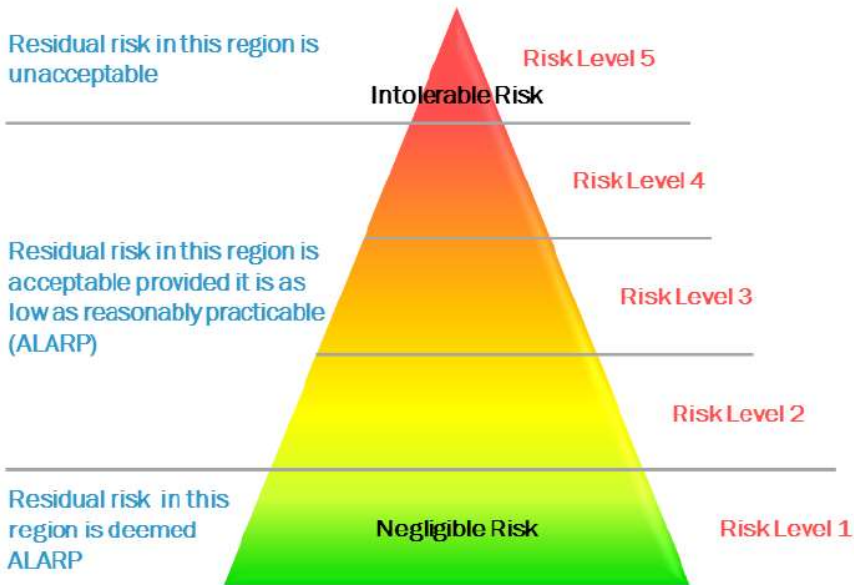 Residual risk in this region is
unacceptable
Risk Level 5
Intolerable Risk
Risk Level 4
Residual risk in this region is
acceptable provided it is as
low as reasonably practicable
(ALARP)
Risk Level 3
Risk Level 2
Residual risk in this
region is deemed
ALARP
Negligible Risk
Risk Level 1